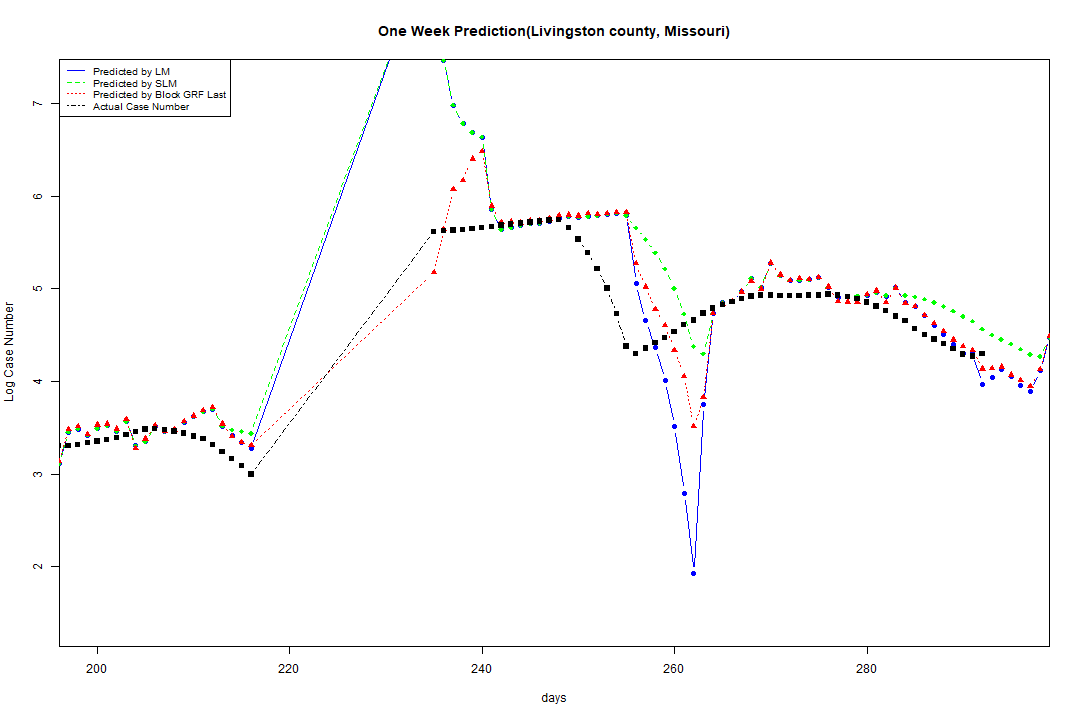 One Week Prediction(Livingston county, Missouri)
Predicted by LM
Predicted by SLM
Predicted by Block GRF Last
Actual Case Number
7
6
5
4
3
2
Log Case Number
200 220 240 260 280
days